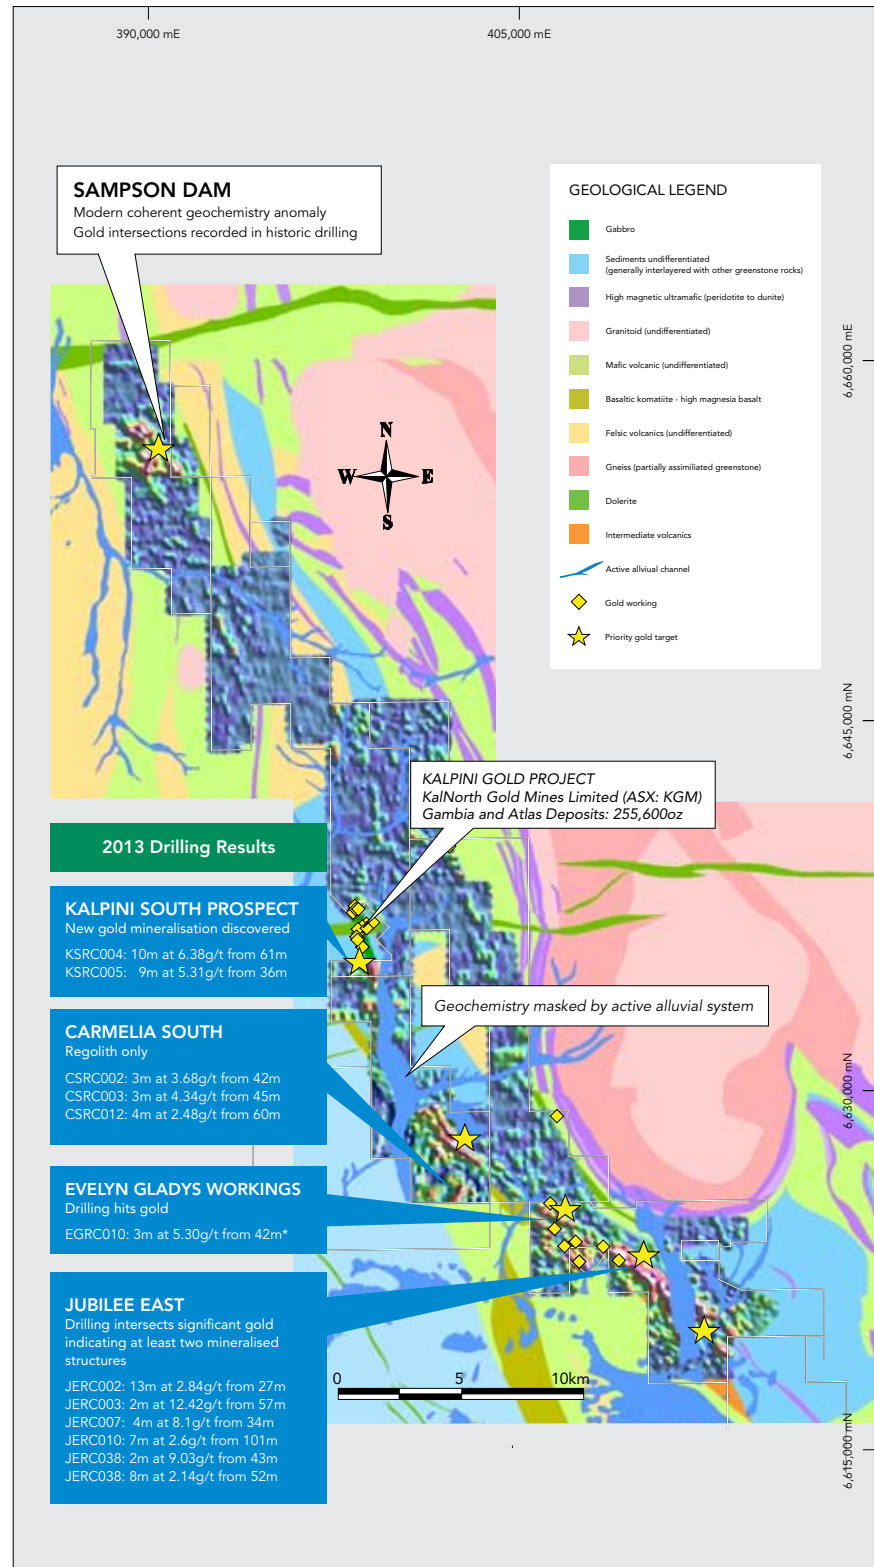 390,000 mE
405,000 mE
SAMPSON DAM
Modern coherent geochemistry anomaly
Gold intersections recorded in historic drilling
GEOLOGICAL LEGEND
Gabbro
Sediments undifferentiated
(generally interlayered with other greenstone rocks)
High magnetic ultramafic (peridotite to dunite)
Granitoid (undifferentiated)
Mafic volcanic (undifferentiated)
Basaltic komatiite - high magnesia basalt
Felsic volcanics (undifferentiated)
Gneiss (partially assimiliated greenstone)
Dolerite
Intermediate volcanics
Active allviual channel
Gold working
Priority gold target
6,660,000 mE
N
W
E
S
6,645,000 mN
KALPINI GOLD PROJECT
KalNorth Gold Mines Limited (ASX: KGM)
Gambia and Atlas Deposits: 255,600oz
2013 Drilling Results
KALPINI SOUTH PROSPECT
New gold mineralisation discovered
KSRC004: 10m at 6.38g/t from 61m
KSRC005: 9m at 5.31g/t from 36m
Geochemistry masked by active alluvial system
CARMELIA SOUTH
Regolith only
CSRC002: 3m at 3.68g/t from 42m
CSRC003: 3m at 4.34g/t from 45m
CSRC012: 4m at 2.48g/t from 60m
6,630,000 mN
EVELYN GLADYS WORKINGS
Drilling hits gold
EGRC010: 3m at 5.30g/t from 42m*
JUBILEE EAST
Drilling intersects significant gold
indicating at least two mineralised
structures
JERC002: 13m at 2.84g/t from 27m
JERC003: 2m at 12.42g/t from 57m
JERC007: 4m at 8.1g/t from 34m
JERC010: 7m at 2.6g/t from 101m
JERC038: 2m at 9.03g/t from 43m
JERC038: 8m at 2.14g/t from 52m
0
5
10km
6,615,000 mN